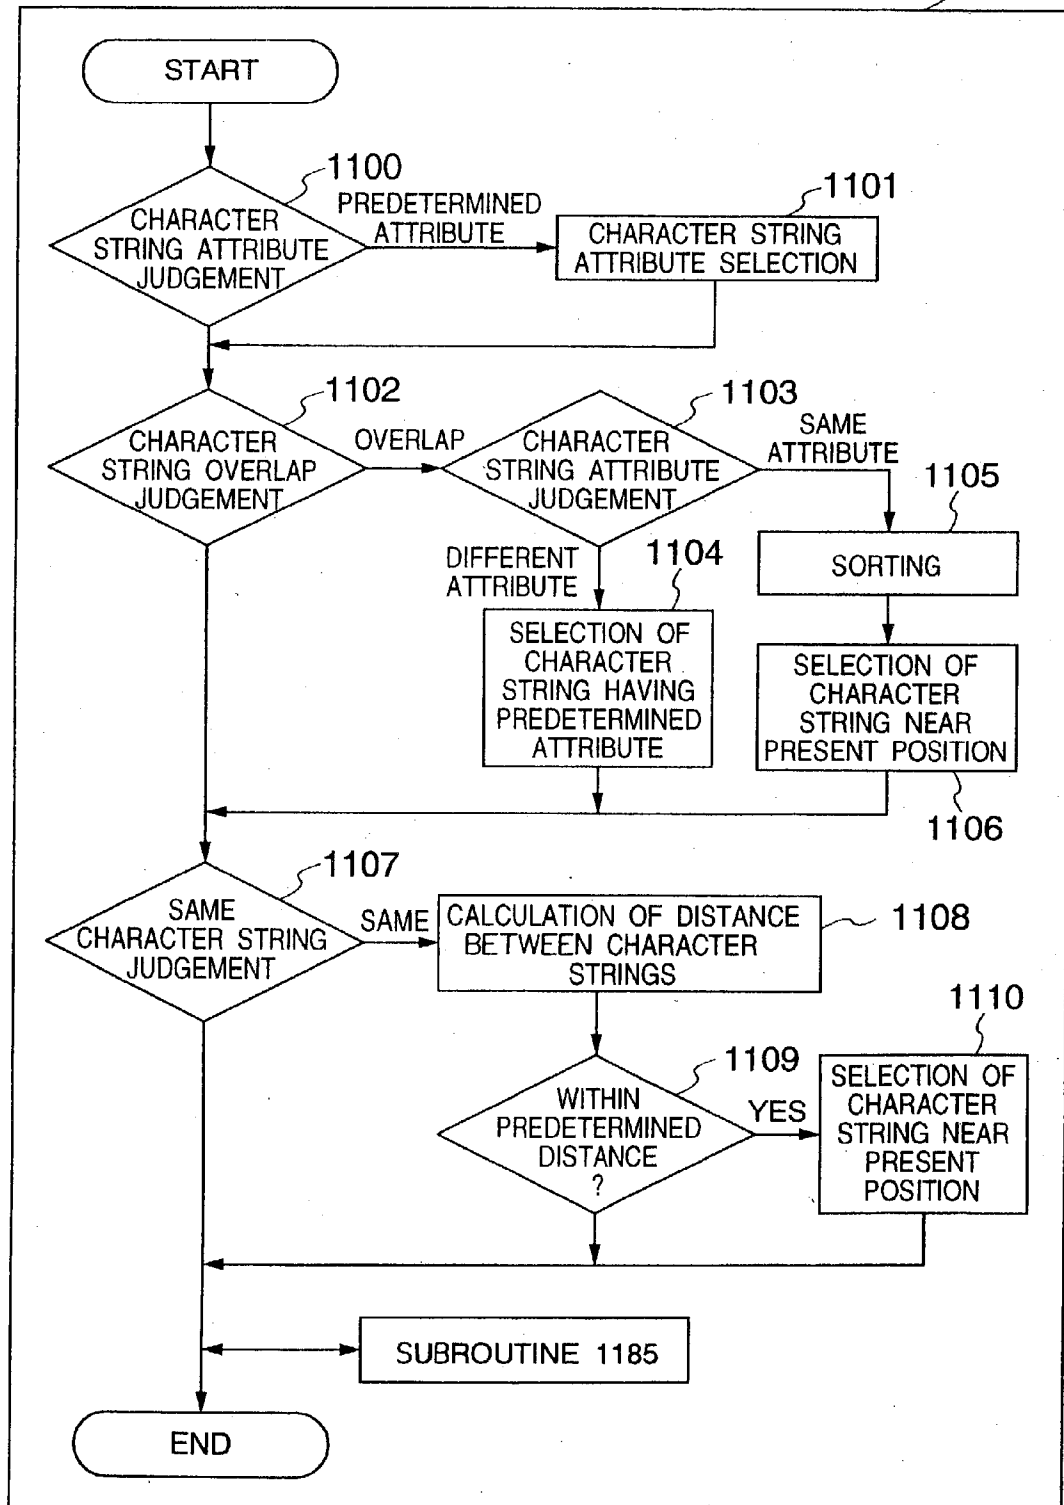 START
1100
CHARACTER
STRING ATTRIBUTE
JUDGEMENT
PREDETERMINED
ATTRIBUTE
1101
CHARACTER STRING
ATTRIBUTE SELECTION
1102
CHARACTER
STRING OVERLAP
JUDGEMENT
OVERLAP
1103
CHARACTER
STRING ATTRIBUTE
JUDGEMENT
SAME
ATTRIBUTE
1105
SORTING
DIFFERENT
ATTRIBUTE
1104
SELECTION OF
CHARACTER
STRING HAVING
PREDETERMINED
ATTRIBUTE
SELECTION OF
CHARACTER
STRING NEAR
PRESENT POSITION
1106
1107
SAME
CHARACTER STRING
JUDGEMENT
SAME
CALCULATION OF DISTANCE
BETWEEN CHARACTER
STRINGS
1108
1109
WITHIN
PREDETERMINED
DISTANCE
?
YES
1110
SELECTION OF
CHARACTER
STRING NEAR
PRESENT
POSITION
SUBROUTINE 1185
END